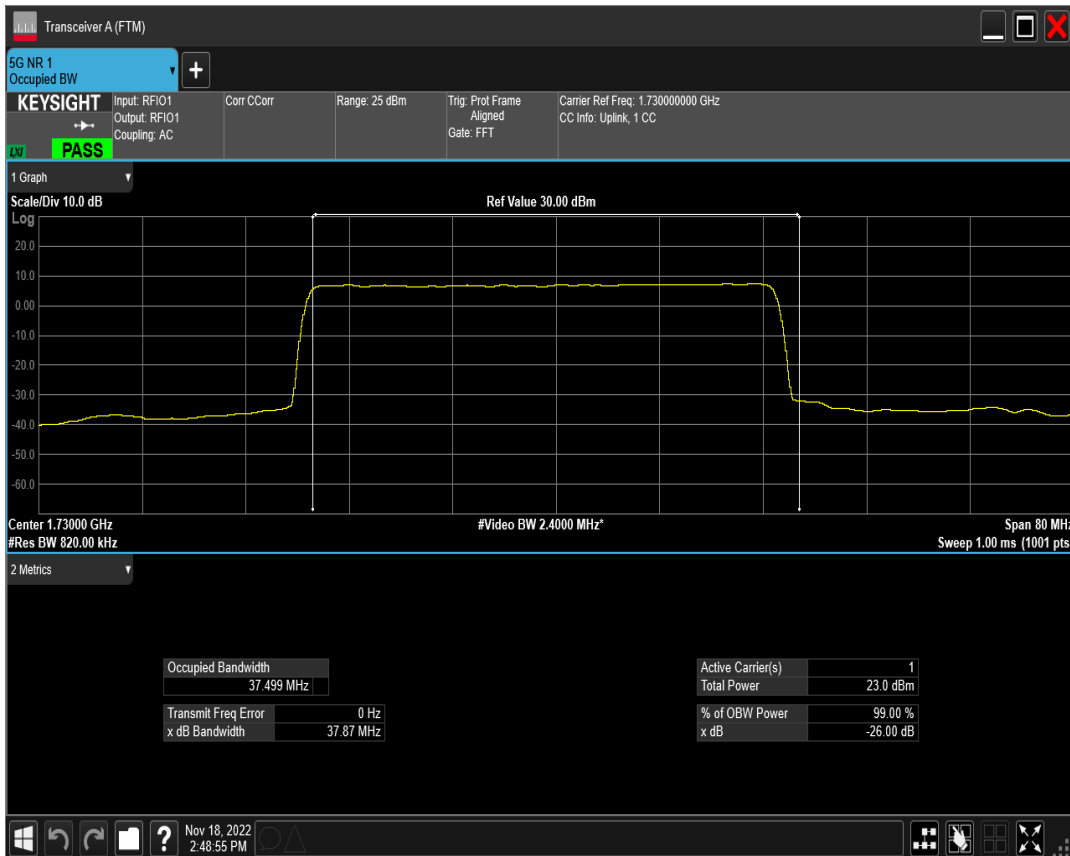 Transceiver A (FTM)
5G NR 1
Occupied BW
+
KEYSIGHT
LXI
PASS
Input: RFIO1
Output: RFIO1
Coupling: AC
Corr CCorr
Range: 25 dBm
Trig: Prot Frame
Aligned
Gate: FFT
Carrier Ref Freq: 1.730000000 GHz
CC Info: Uplink, 1 CC
1 Graph
Scale/Div 10.0 dB
Ref Value 30.00 dBm
Log
20.0
10.0
0.00
-10.0
-20.0
-30.0
-40.0
-50.0
-60.0
Center 1.73000 GHz
#Video BW 2.4000 MHz*
Span 80 MHz
#Res BW 820.00 kHz
Sweep 1.00 ms (1001 pts
2 Metrics
Occupied Bandwidth
37.499 MHz
Transmit Freq Error 0 Hz
x dB Bandwidth 37.87 MHz
Active Carrier(s) 1
Total Power 23.0 dBm
% of OBW Power 99.00 %
x dB -26.00 dB
?
Nov 18, 2022
2:48:55 PM